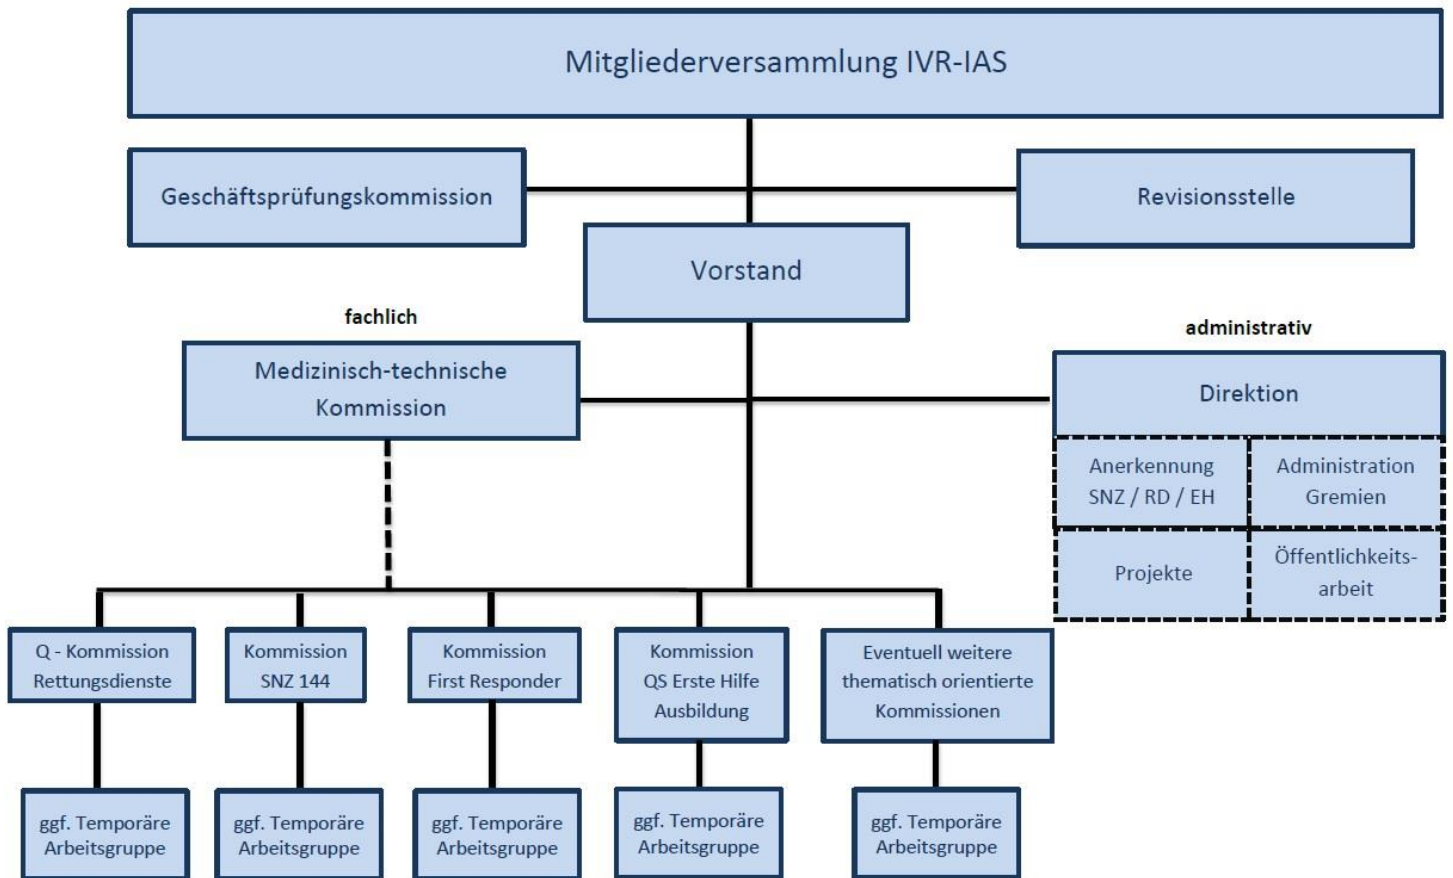 Mitgliederversammlung IVR-IAS
Geschäftsprüfungskommission
Revisionsstelle
Vorstand
fachlich
administrativ
Medizinisch-technische
Kommission
Direktion
Anerkennung
SNZ / RD / EH
Administration
Gremien
Projekte
Öffentlichkeits-
arbeit
Q - Kommission
Rettungsdienste
Kommission
SNZ 144
Kommission
First Responder
Kommission
QS Erste Hilfe
Ausbildung
Eventuell weitere
thematisch orientierte
Kommissionen
ggf. Temporäre
Arbeitsgruppe
ggf. Temporäre
Arbeitsgruppe
ggf. Temporäre
Arbeitsgruppe
ggf. Temporäre
Arbeitsgruppe
ggf. Temporäre
Arbeitsgruppe